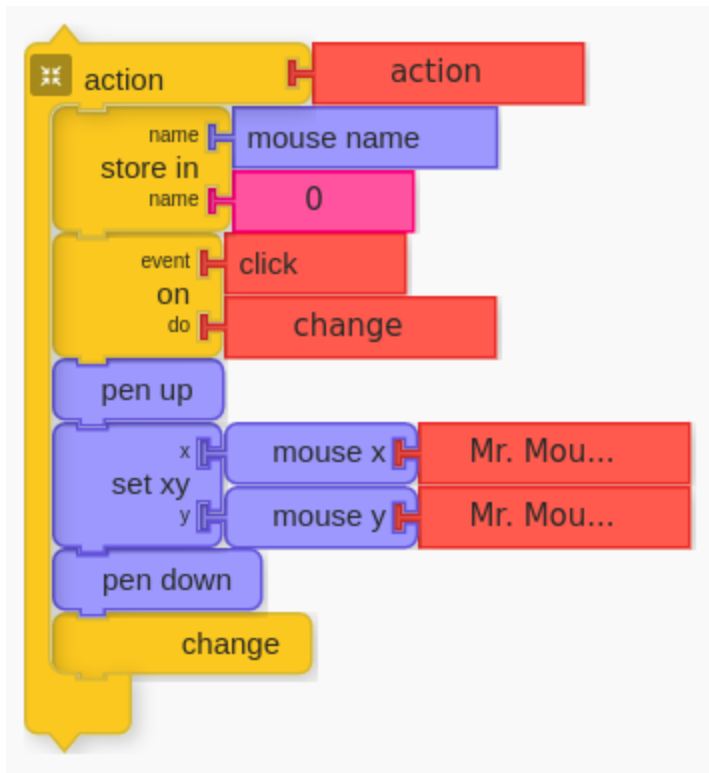 action action
name mouse name
store in
name 0
event click
on
do change
pen up
x mouse x Mr. Mou...
set xy
y mouse y Mr. Mou...
pen down
change